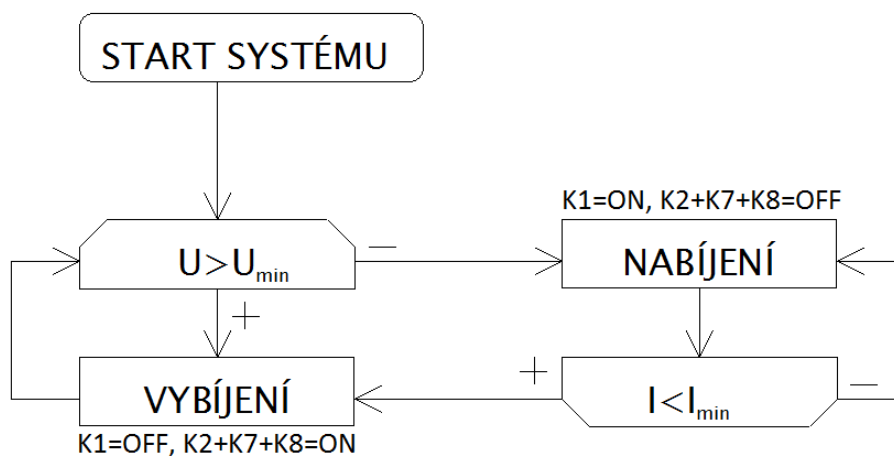 START SYSTÉMU
K1=ON, K2+K7+K8=OFF
U>Umin
−
NABÍJENÍ
+
VYBÍJENÍ
+
I<Imin
−
K1=OFF, K2+K7+K8=ON